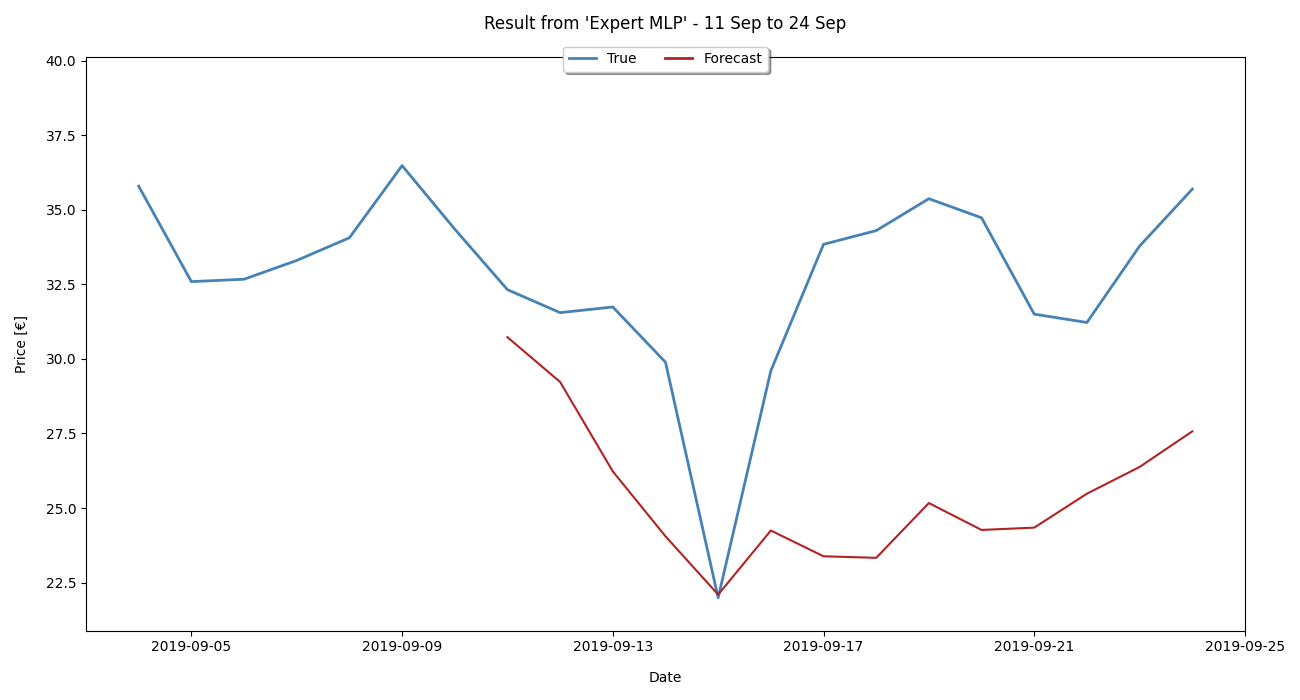 Result from 'Expert MLP' - 11 Sep to 24 Sep
True Forecast
40.0
37.5
35.0
32.5
30.0
27.5
25.0
22.5
Price [€]
2019-09-05 2019-09-09 2019-09-13 2019-09-17 2019-09-21 2019-09-25
Date